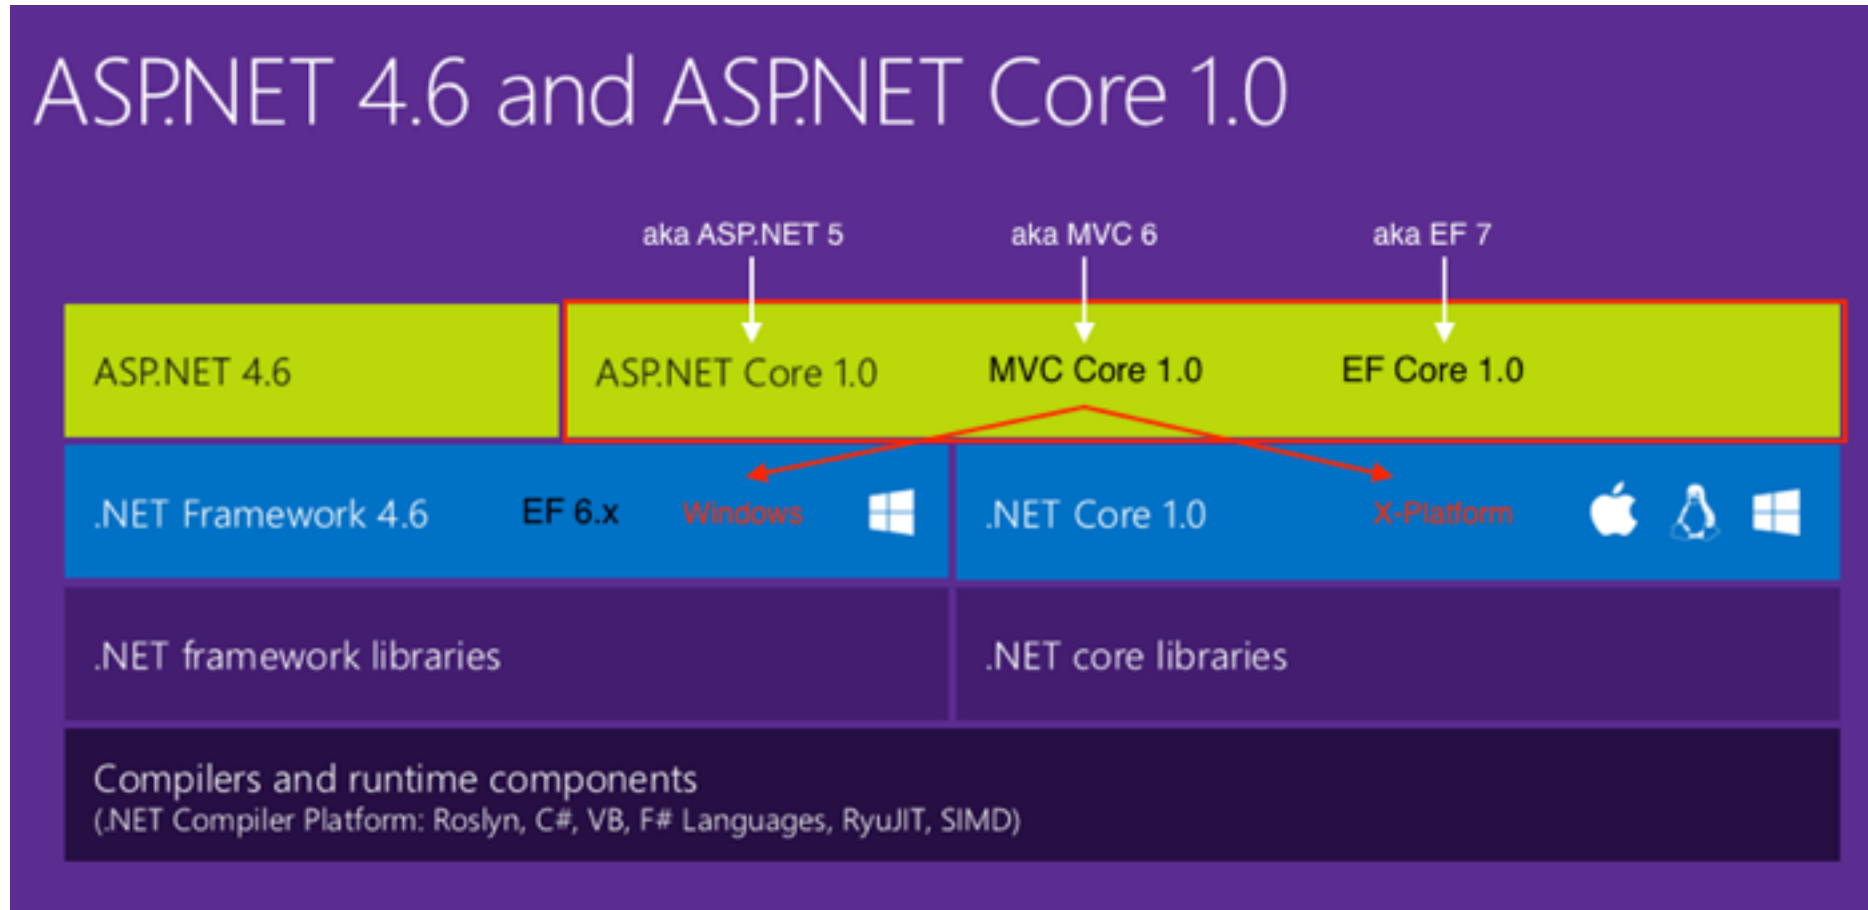 ASP.NET 4.6 and ASP.NET Core 1.0
aka ASP.NET 5
aka MVC 6
aka EF 7
ASP.NET 4.6
ASP.NET Core 1.0
MVC Core 1.0
EF Core 1.0
.NET Framework 4.6
EF 6.x
Windows
.NET Core 1.0
X-Platform
.NET framework libraries
.NET core libraries
Compilers and runtime components
(.NET Compiler Platform: Roslyn, C#, VB, F# Languages, RyuJIT, SIMD)